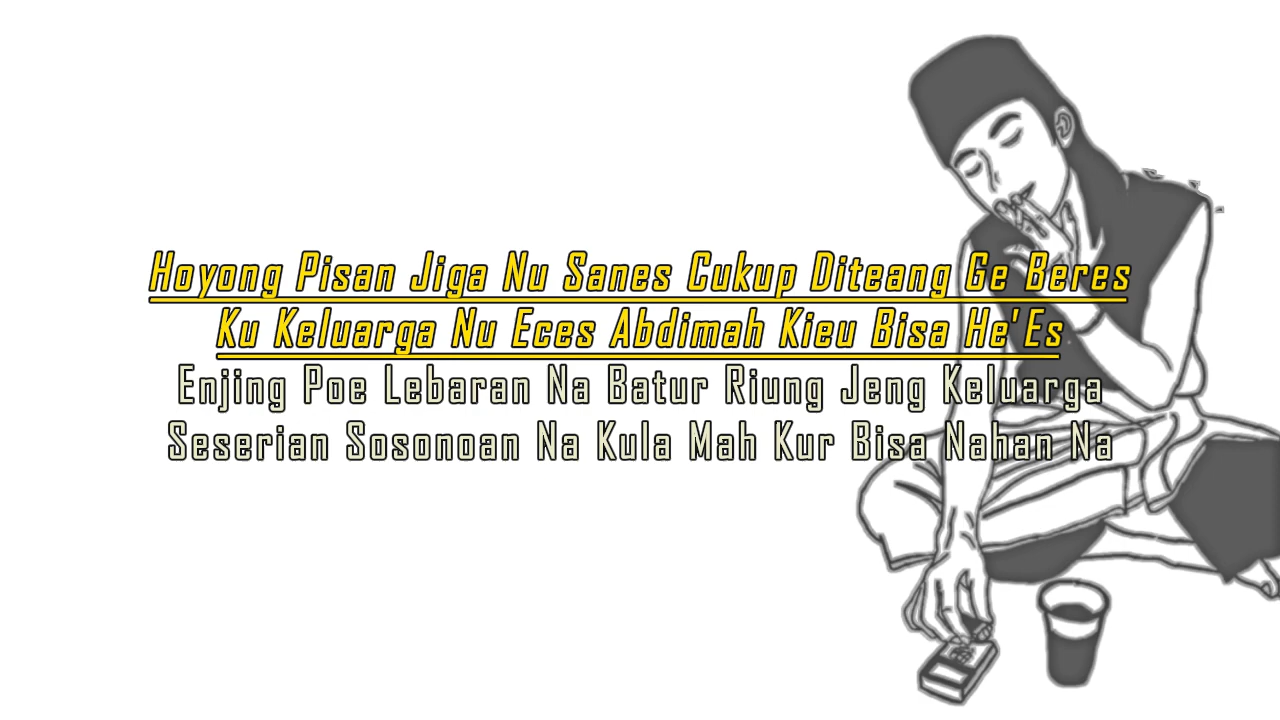 Hoyong Pisan Jiga Nu Sanes Cukup Diteang Ge Beres
Ku Keluarga Nu Eces Abdimah Kieu Bisa He'Es
Enjing Poe Lebaran Na Batur Riung Jeng Keluarga
Seserian Sosonoan Na Kula Mah Kur Bisa Nahan Na